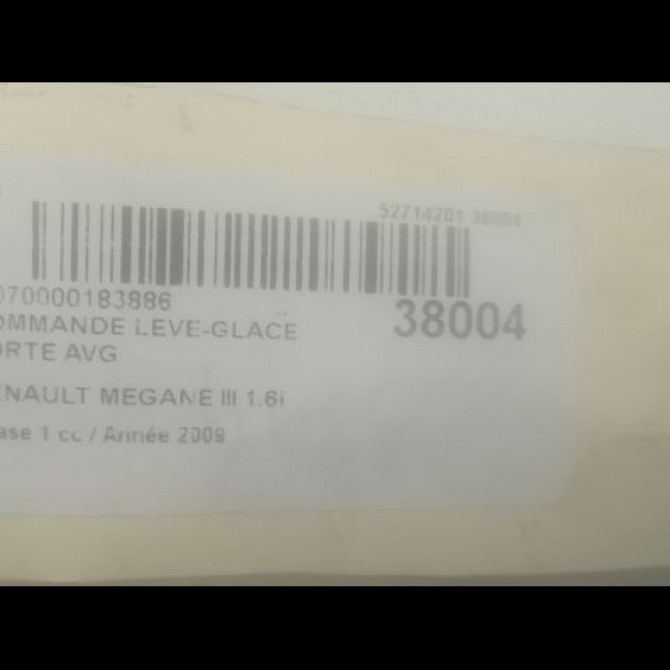 52714201 38004
070000183886
38004
OMMANDE LEVE-GLACE
ORTE AVG
ENAULT MEGANE III 1.6i
ase 1 cc / Année 2009